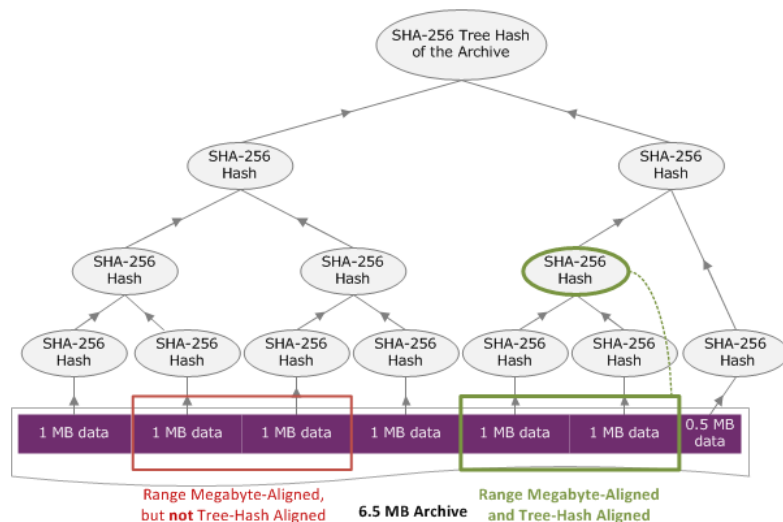 SHA-256 Tree Hash
of the Archive
SHA-256
Hash
SHA-256
Hash
SHA-256
Hash
SHA-256
Hash
SHA-256
Hash
SHA-256
Hash
SHA-256
Hash
SHA-256
Hash
SHA-256
Hash
SHA-256
Hash
SHA-256
Hash
SHA-256
Hash
1 MB data
1 MB data
1 MB data
1 MB data
1 MB data
1 MB data
0.5 MB
data
Range Megabyte-Aligned,
but not Tree-Hash Aligned
6.5 MB Archive
Range Megabyte-Aligned
and Tree-Hash Aligned